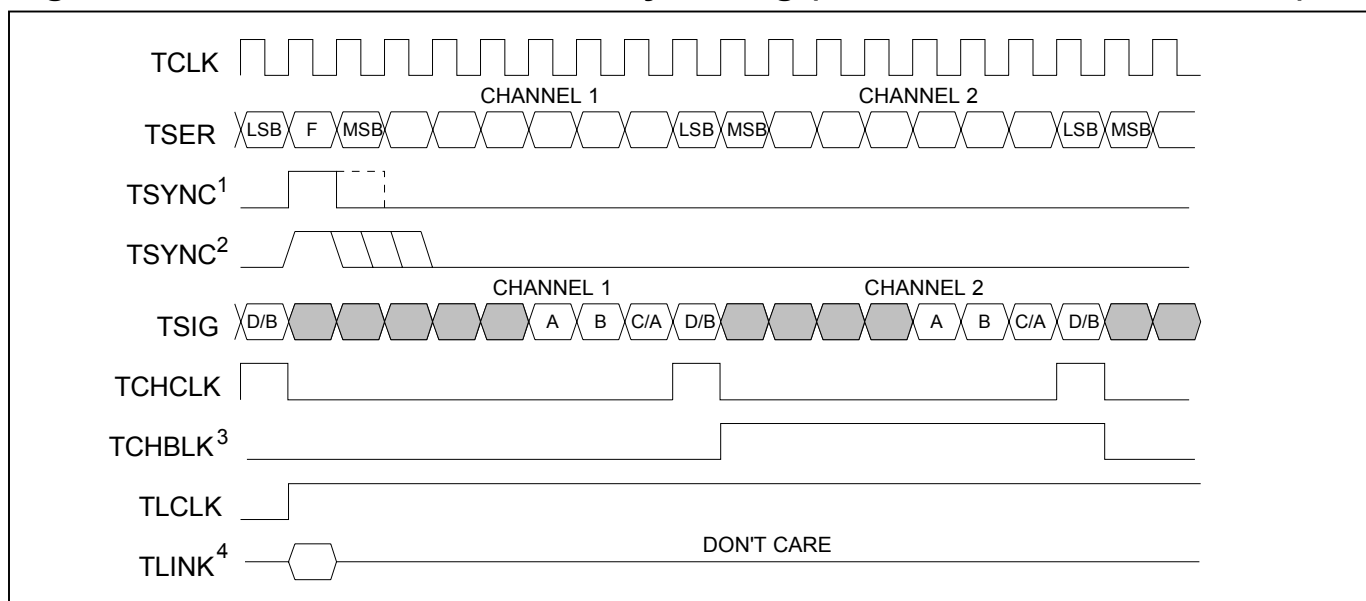 TCLK
CHANNEL 1 CHANNEL 2
TSER LSB F MSB LSB MSB LSB MSB
TSYNC1
TSYNC2
CHANNEL 1 CHANNEL 2
TSIG D/B A B C/A D/B A B C/A D/B
TCHCLK
TCHBLK3
TLCLK
DON'T CARE
TLINK4